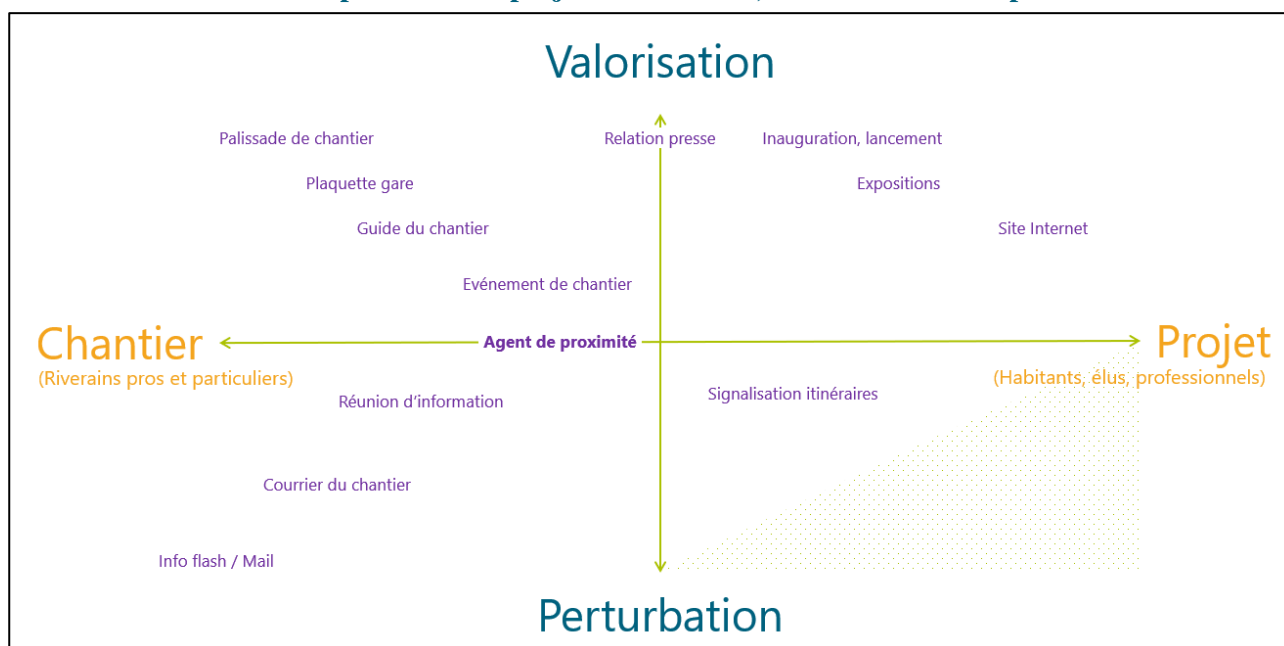 Valorisation
Palissade de chantier
Relation presse
Inauguration, lancement
Plaquette gare
Expositions
Guide du chantier
Site Internet
Evénement de chantier
Chantier
Agent de proximité
Projet
(Riverains pros et particuliers)
(Habitants, élus, professionnels)
Réunion d'information
Signalisation itinéraires
Courrier du chantier
Info flash / Mail
Perturbation